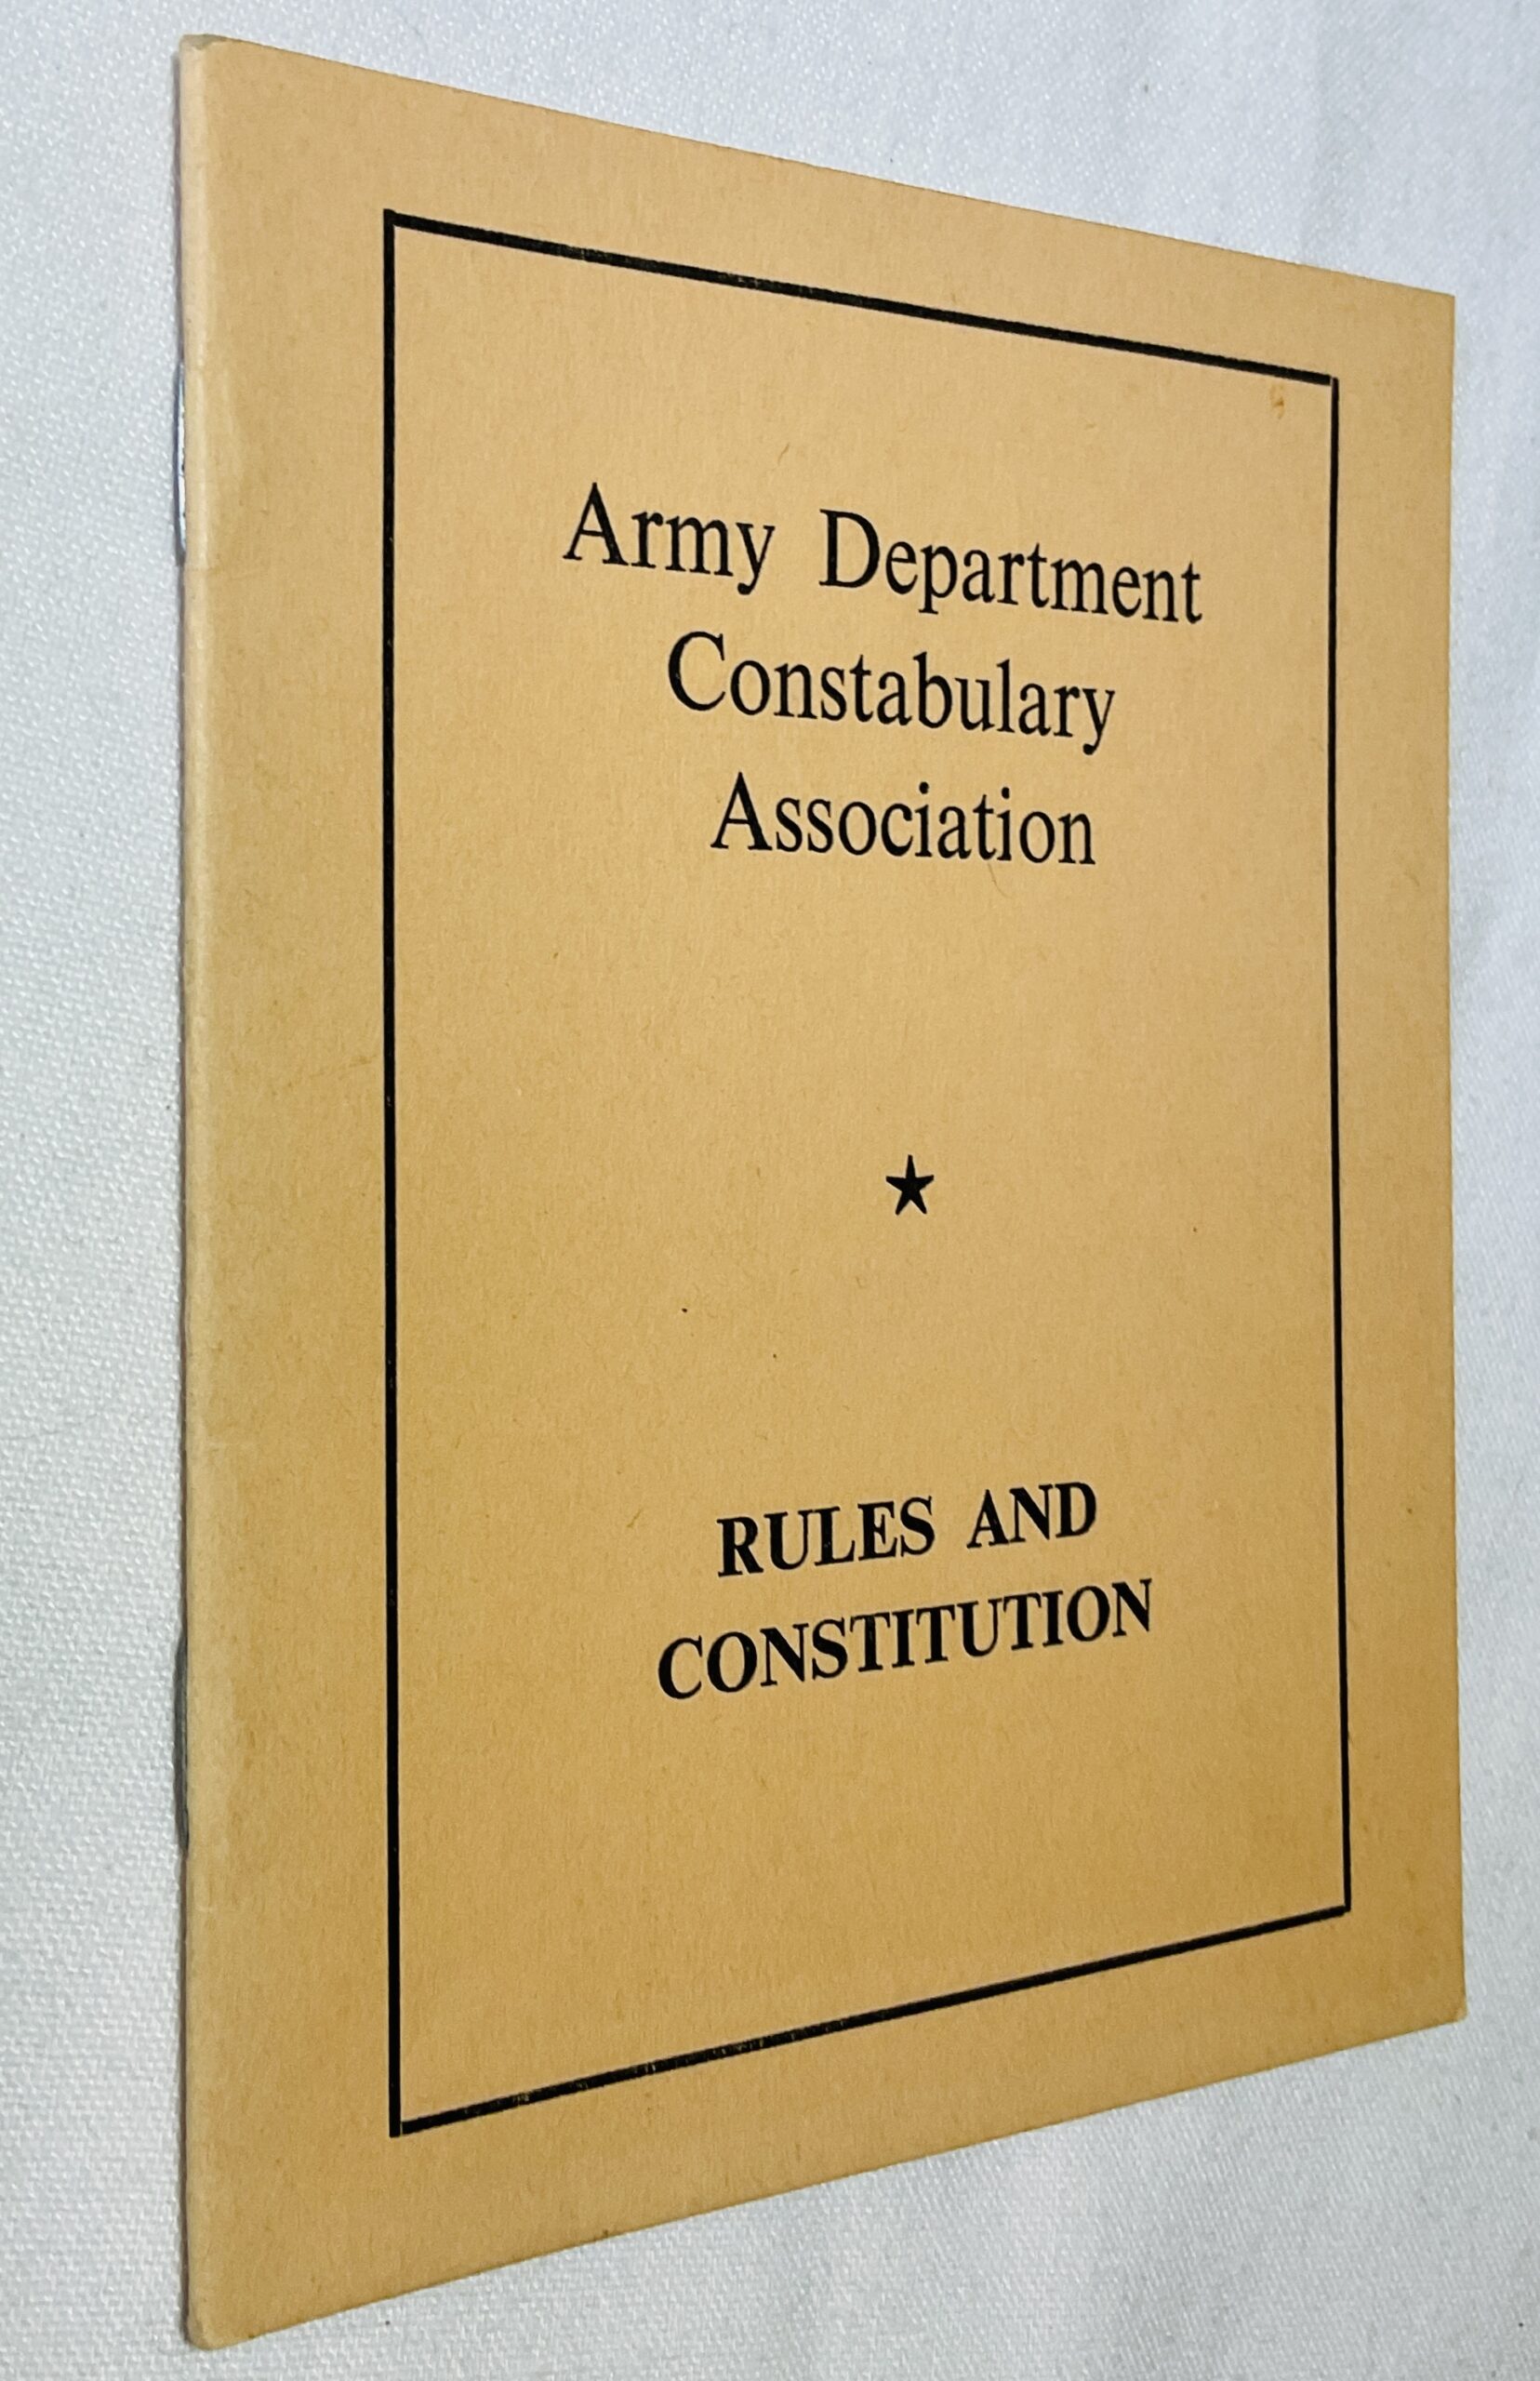 Army Department
Constabulary
Association
★
RULES AND
CONSTITUTION